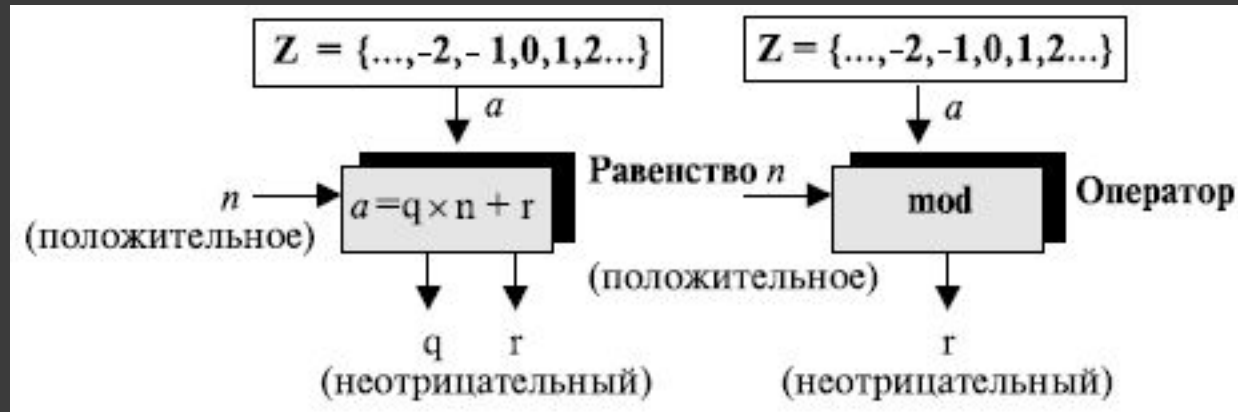 Z = {...,-2,- 1,0,1,2...}
a
n
(положительное)
a=q × n + r
Равенство
q r
(неотрицательный)
Z = {...,-2,-1,0,1,2...}
a
n
(положительное)
mod
Оператор
r
(неотрицательный)